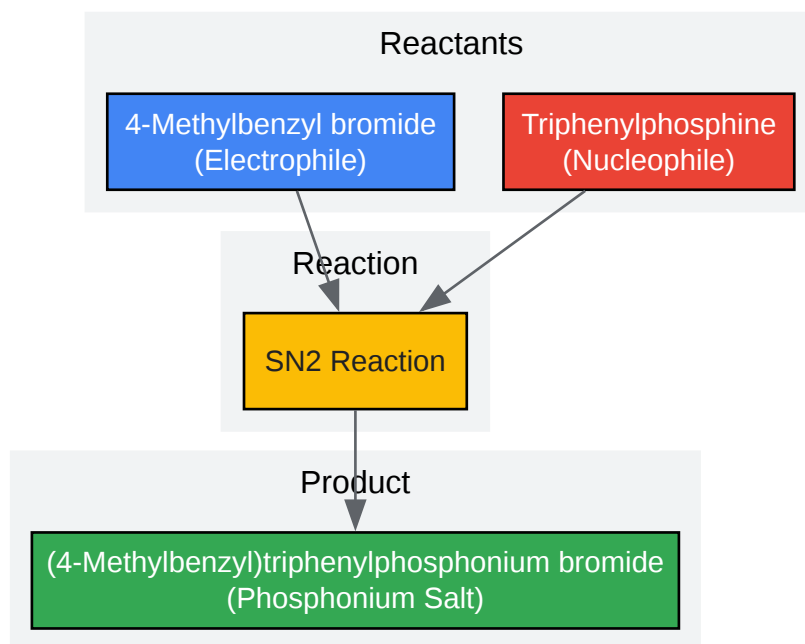 Reactants
4-Methylbenzyl bromide
(Electrophile)
Triphenylphosphine
(Nucleophile)
Reaction
SN2 Reaction
Product
(4-Methylbenzyl)triphenylphosphonium bromide
(Phosphonium Salt)